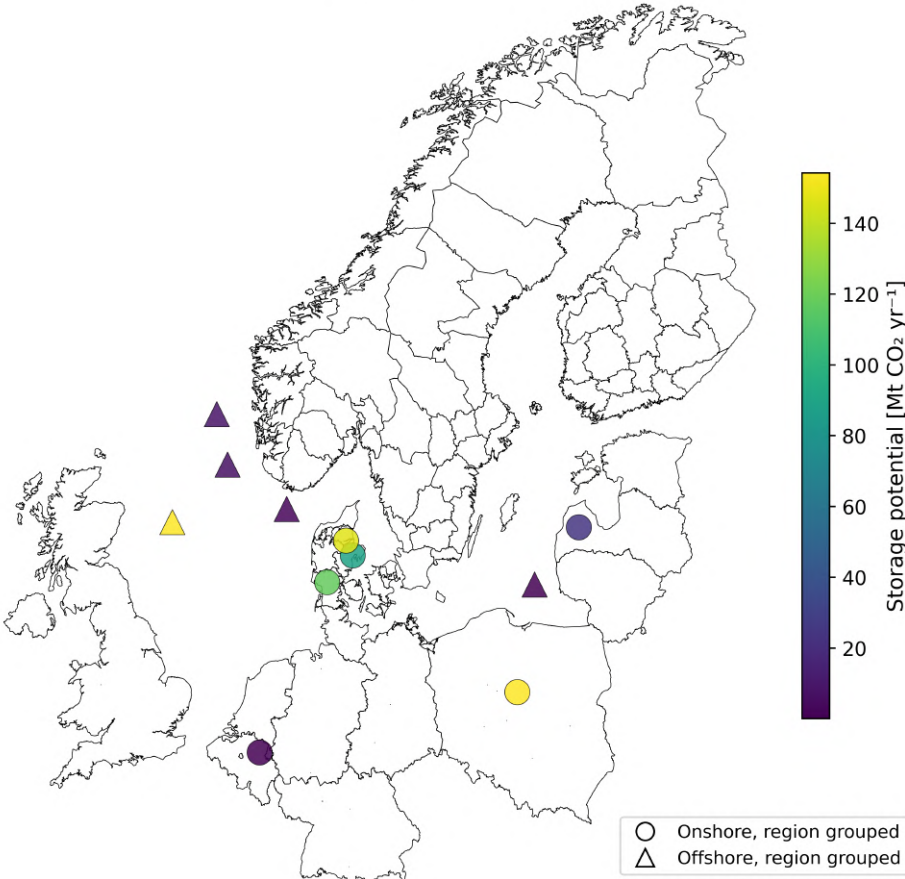 140
120
100
80
60
40
20
Storage potential [Mt CO₂ yr⁻¹]
Onshore, region grouped
Offshore, region grouped